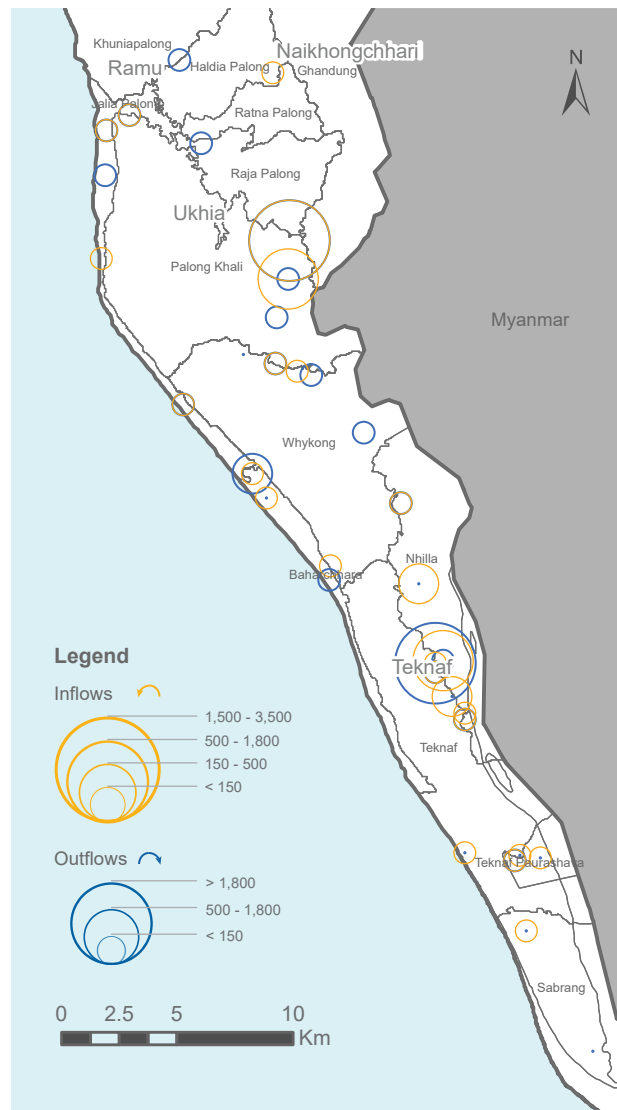 Khuniapalong
Naikhongchhari
Ramu
Haldia Palong
Ghandung
N
Jalia Palong
Ratna Palong
Raja Palong
Ukhia
Palong Khali
Myanmar
Whykong
Nhilla
Baharchhara
Legend
Teknaf
Inflows
1,500 - 3,500
500 - 1,800
Teknaf
150 - 500
< 150
Outflows
Teknaf Paurashava
> 1,800
500 - 1,800
< 150
Sabrang
0 2.5 5 10
Km